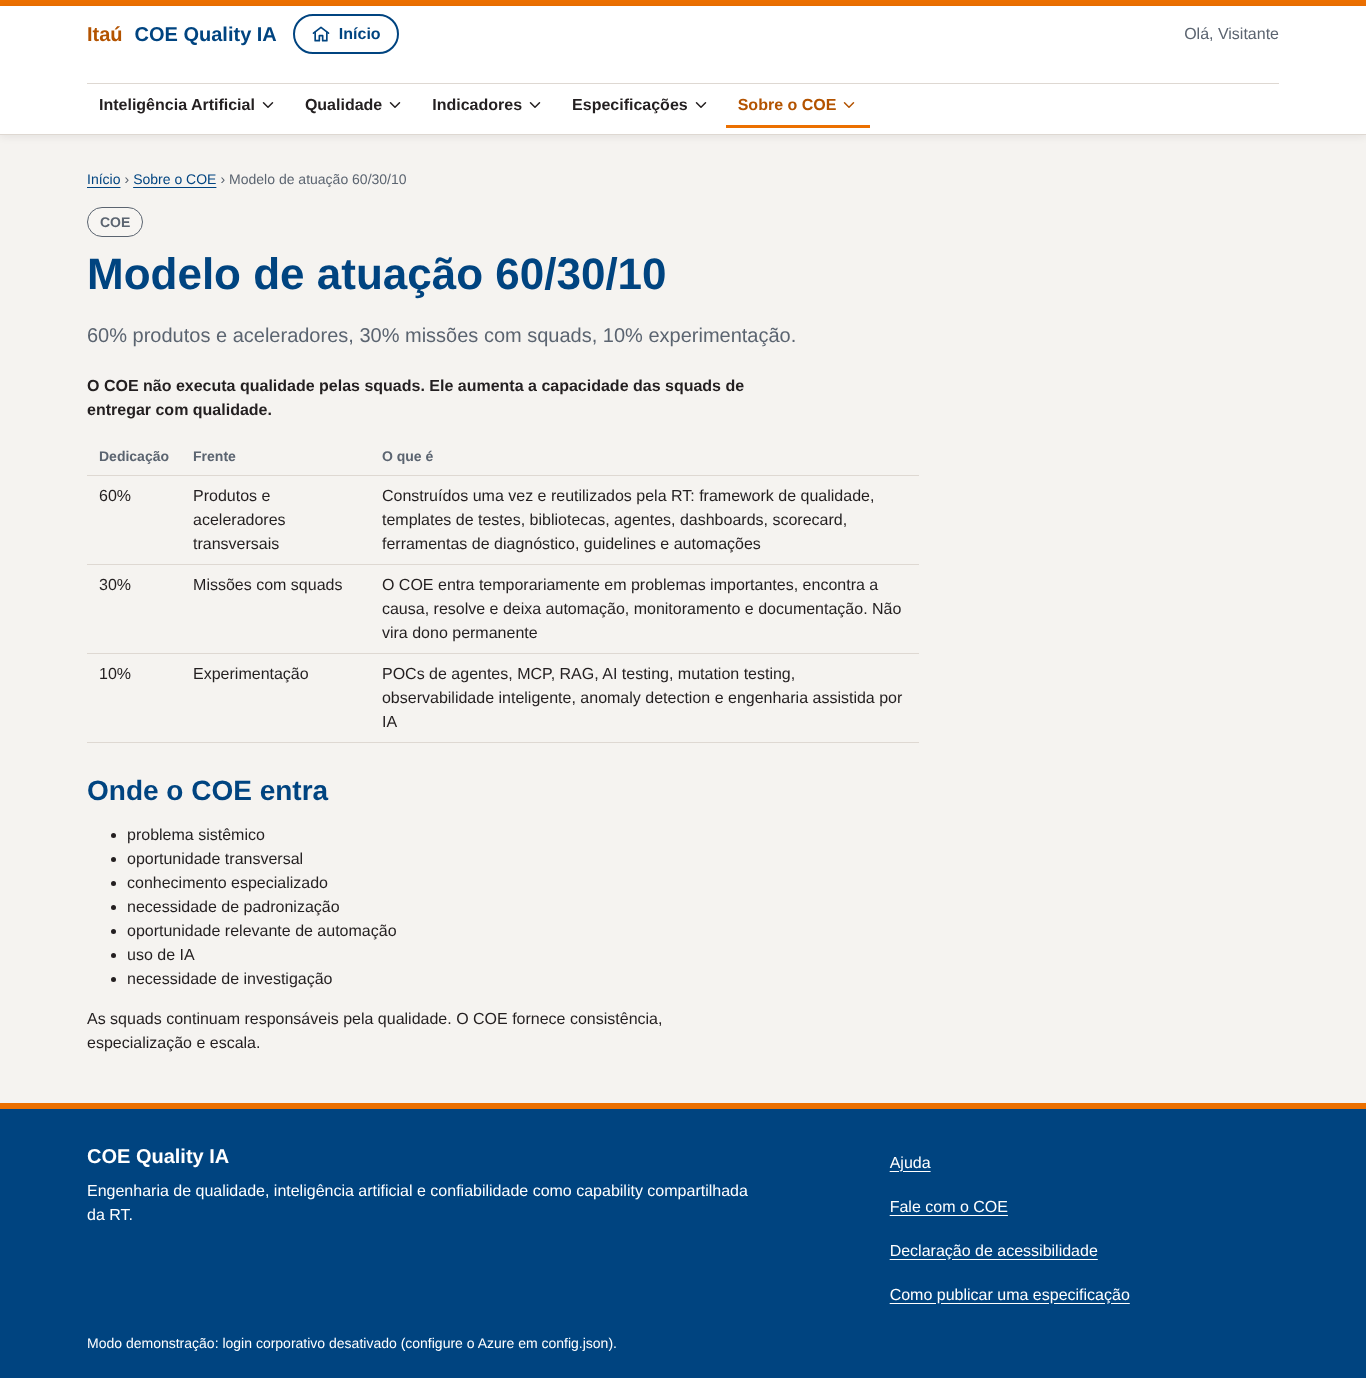 Itaú COE Quality IA Início Olá, Visitante
Inteligência Artificial Qualidade Indicadores Especificações Sobre o COE
Início › Sobre o COE › Modelo de atuação 60/30/10
COE
Modelo de atuação 60/30/10
60% produtos e aceleradores, 30% missões com squads, 10% experimentação.
O COE não executa qualidade pelas squads. Ele aumenta a capacidade das squads de
entregar com qualidade.
Dedicação Frente O que é
60% Produtos e Construídos uma vez e reutilizados pela RT: framework de qualidade,
aceleradores templates de testes, bibliotecas, agentes, dashboards, scorecard,
transversais ferramentas de diagnóstico, guidelines e automações
30% Missões com squads O COE entra temporariamente em problemas importantes, encontra a
causa, resolve e deixa automação, monitoramento e documentação. Não
vira dono permanente
10% Experimentação POCs de agentes, MCP, RAG, AI testing, mutation testing,
observabilidade inteligente, anomaly detection e engenharia assistida por
IA
Onde o COE entra
• problema sistêmico
• oportunidade transversal
• conhecimento especializado
• necessidade de padronização
• oportunidade relevante de automação
• uso de IA
• necessidade de investigação
As squads continuam responsáveis pela qualidade. O COE fornece consistência,
especialização e escala.
COE Quality IA
Engenharia de qualidade, inteligência artificial e confiabilidade como capability compartilhada
da RT.
Ajuda
Fale com o COE
Declaração de acessibilidade
Como publicar uma especificação
Modo demonstração: login corporativo desativado (configure o Azure em config.json).